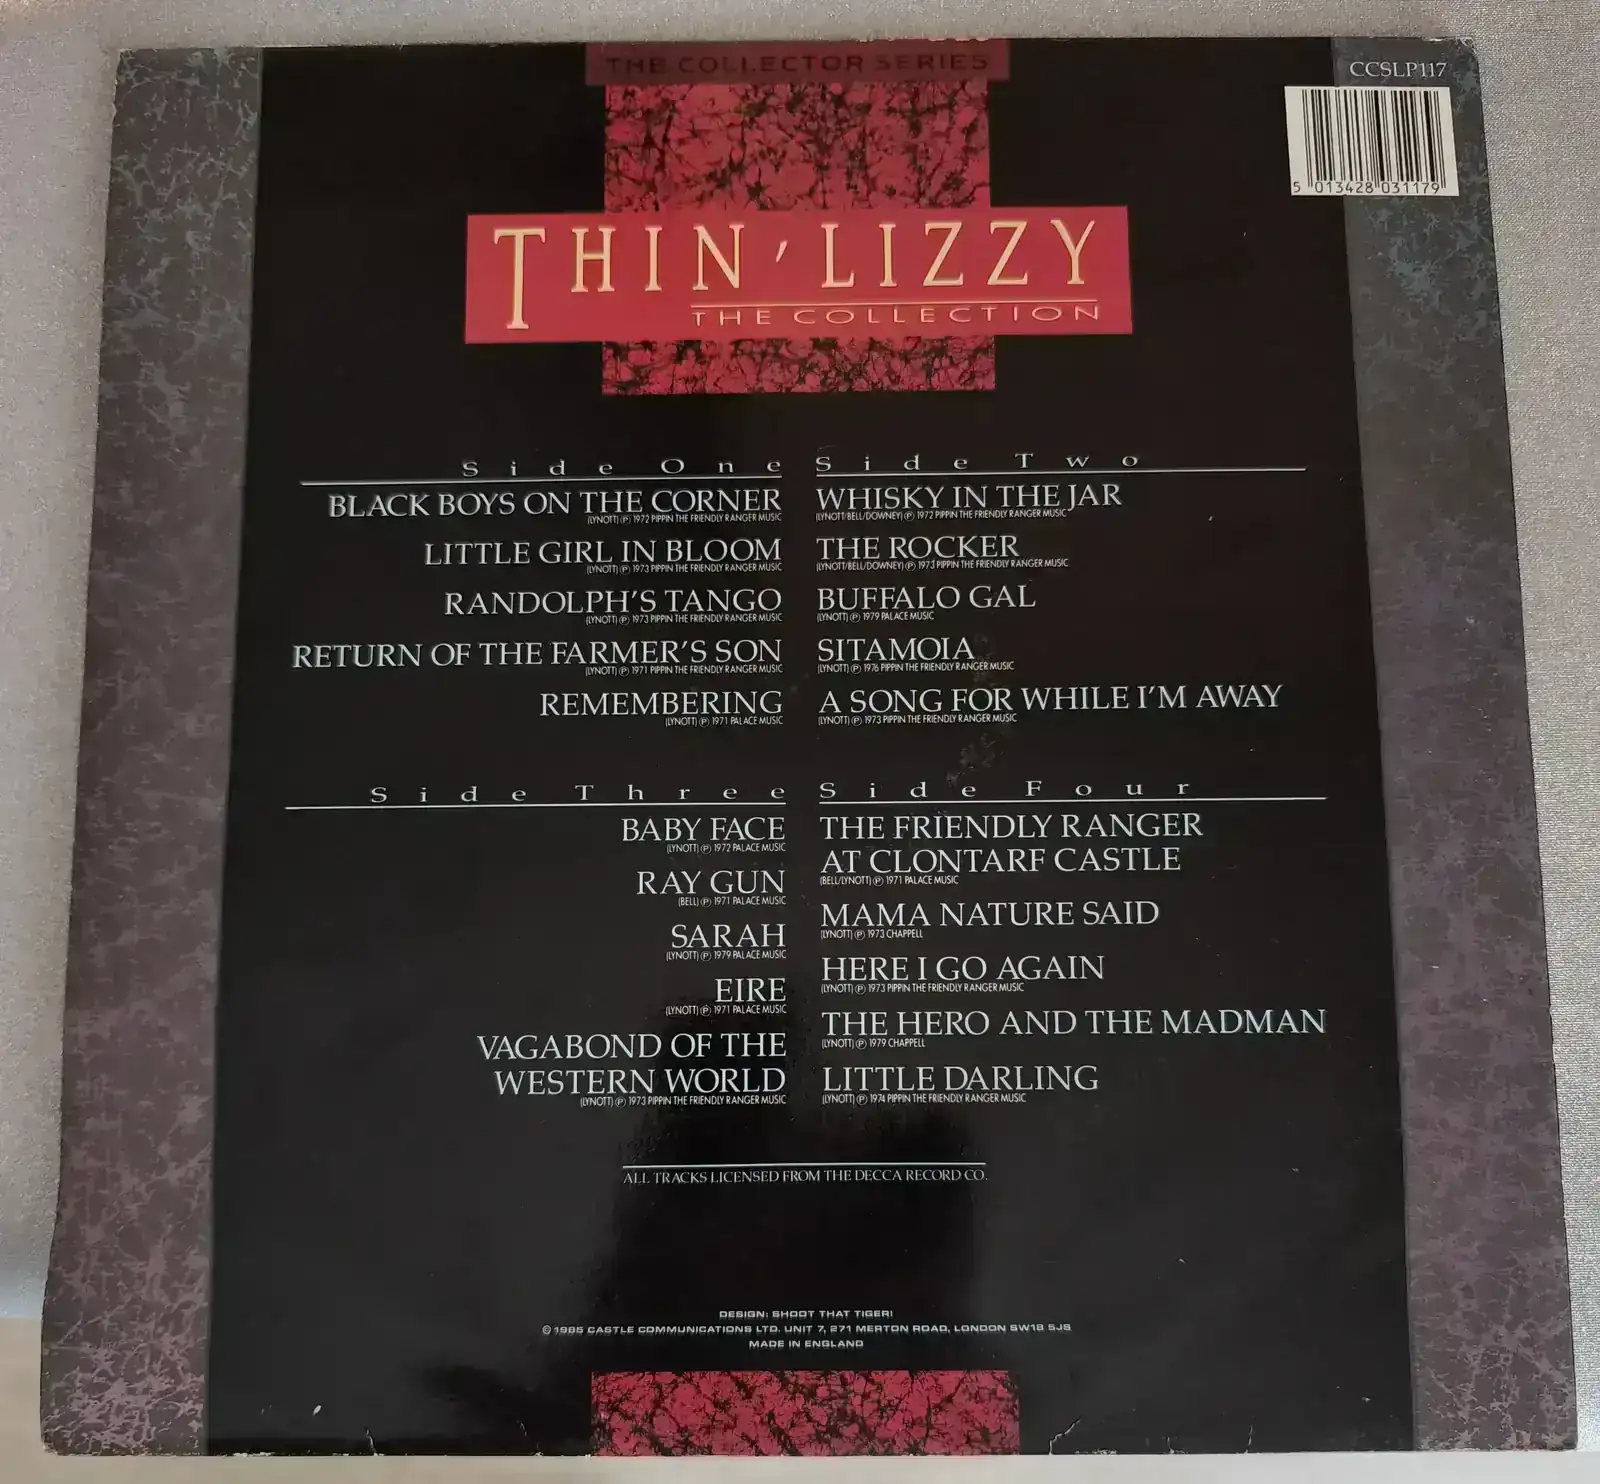 THE COLLECTOR SERIES
CCSLP117
5 013428 031179
THIN' LIZZY
THE COLLECTION
Side One
BLACK BOYS ON THE CORNER
(LYNOTT) ℗ 1972 PIPPIN THE FRIENDLY RANGER MUSIC
LITTLE GIRL IN BLOOM
(LYNOTT) ℗ 1973 PIPPIN THE FRIENDLY RANGER MUSIC
RANDOLPH'S TANGO
(LYNOTT) ℗ 1973 PIPPIN THE FRIENDLY RANGER MUSIC
RETURN OF THE FARMER'S SON
(LYNOTT) ℗ 1971 PIPPIN THE FRIENDLY RANGER MUSIC
REMEMBERING
(LYNOTT) ℗ 1971 PALACE MUSIC
Side Two
WHISKY IN THE JAR
(LYNOTT/BELL/DOWNEY) ℗ 1972 PIPPIN THE FRIENDLY RANGER MUSIC
THE ROCKER
(LYNOTT/BELL/DOWNEY) ℗ 1973 PIPPIN THE FRIENDLY RANGER MUSIC
BUFFALO GAL
(LYNOTT) ℗ 1979 PALACE MUSIC
SITAMOIA
(LYNOTT) ℗ 1976 PIPPIN THE FRIENDLY RANGER MUSIC
A SONG FOR WHILE I'M AWAY
(LYNOTT) ℗ 1973 PIPPIN THE FRIENDLY RANGER MUSIC
Side Three
BABY FACE
(LYNOTT) ℗ 1972 PALACE MUSIC
RAY GUN
(BELL) ℗ 1971 PALACE MUSIC
SARAH
(LYNOTT) ℗ 1979 PALACE MUSIC
EIRE
(LYNOTT) ℗ 1971 PALACE MUSIC
VAGABOND OF THE
WESTERN WORLD
(LYNOTT) ℗ 1973 PIPPIN THE FRIENDLY RANGER MUSIC
Side Four
THE FRIENDLY RANGER
AT CLONTARF CASTLE
(BELL/LYNOTT) ℗ 1971 PALACE MUSIC
MAMA NATURE SAID
(LYNOTT) ℗ 1973 CHAPPELL
HERE I GO AGAIN
(LYNOTT) ℗ 1973 PIPPIN THE FRIENDLY RANGER MUSIC
THE HERO AND THE MADMAN
(LYNOTT) ℗ 1979 CHAPPELL
LITTLE DARLING
(LYNOTT) ℗ 1974 PIPPIN THE FRIENDLY RANGER MUSIC
ALL TRACKS LICENSED FROM THE DECCA RECORD CO.
DESIGN: SHOOT THAT TIGER!
© 1985 CASTLE COMMUNICATIONS LTD. UNIT 7, 271 MERTON ROAD, LONDON SW18 5JS
MADE IN ENGLAND